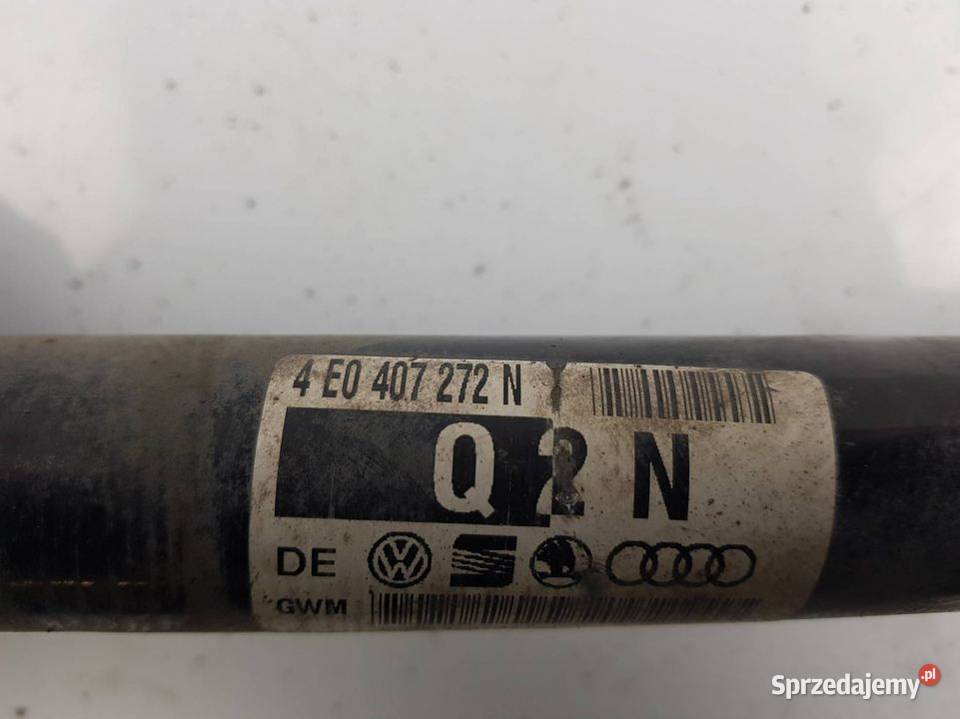 4 E0 407 272 N
Q 2 N
DE
GWM
Sprzedajemy.pl